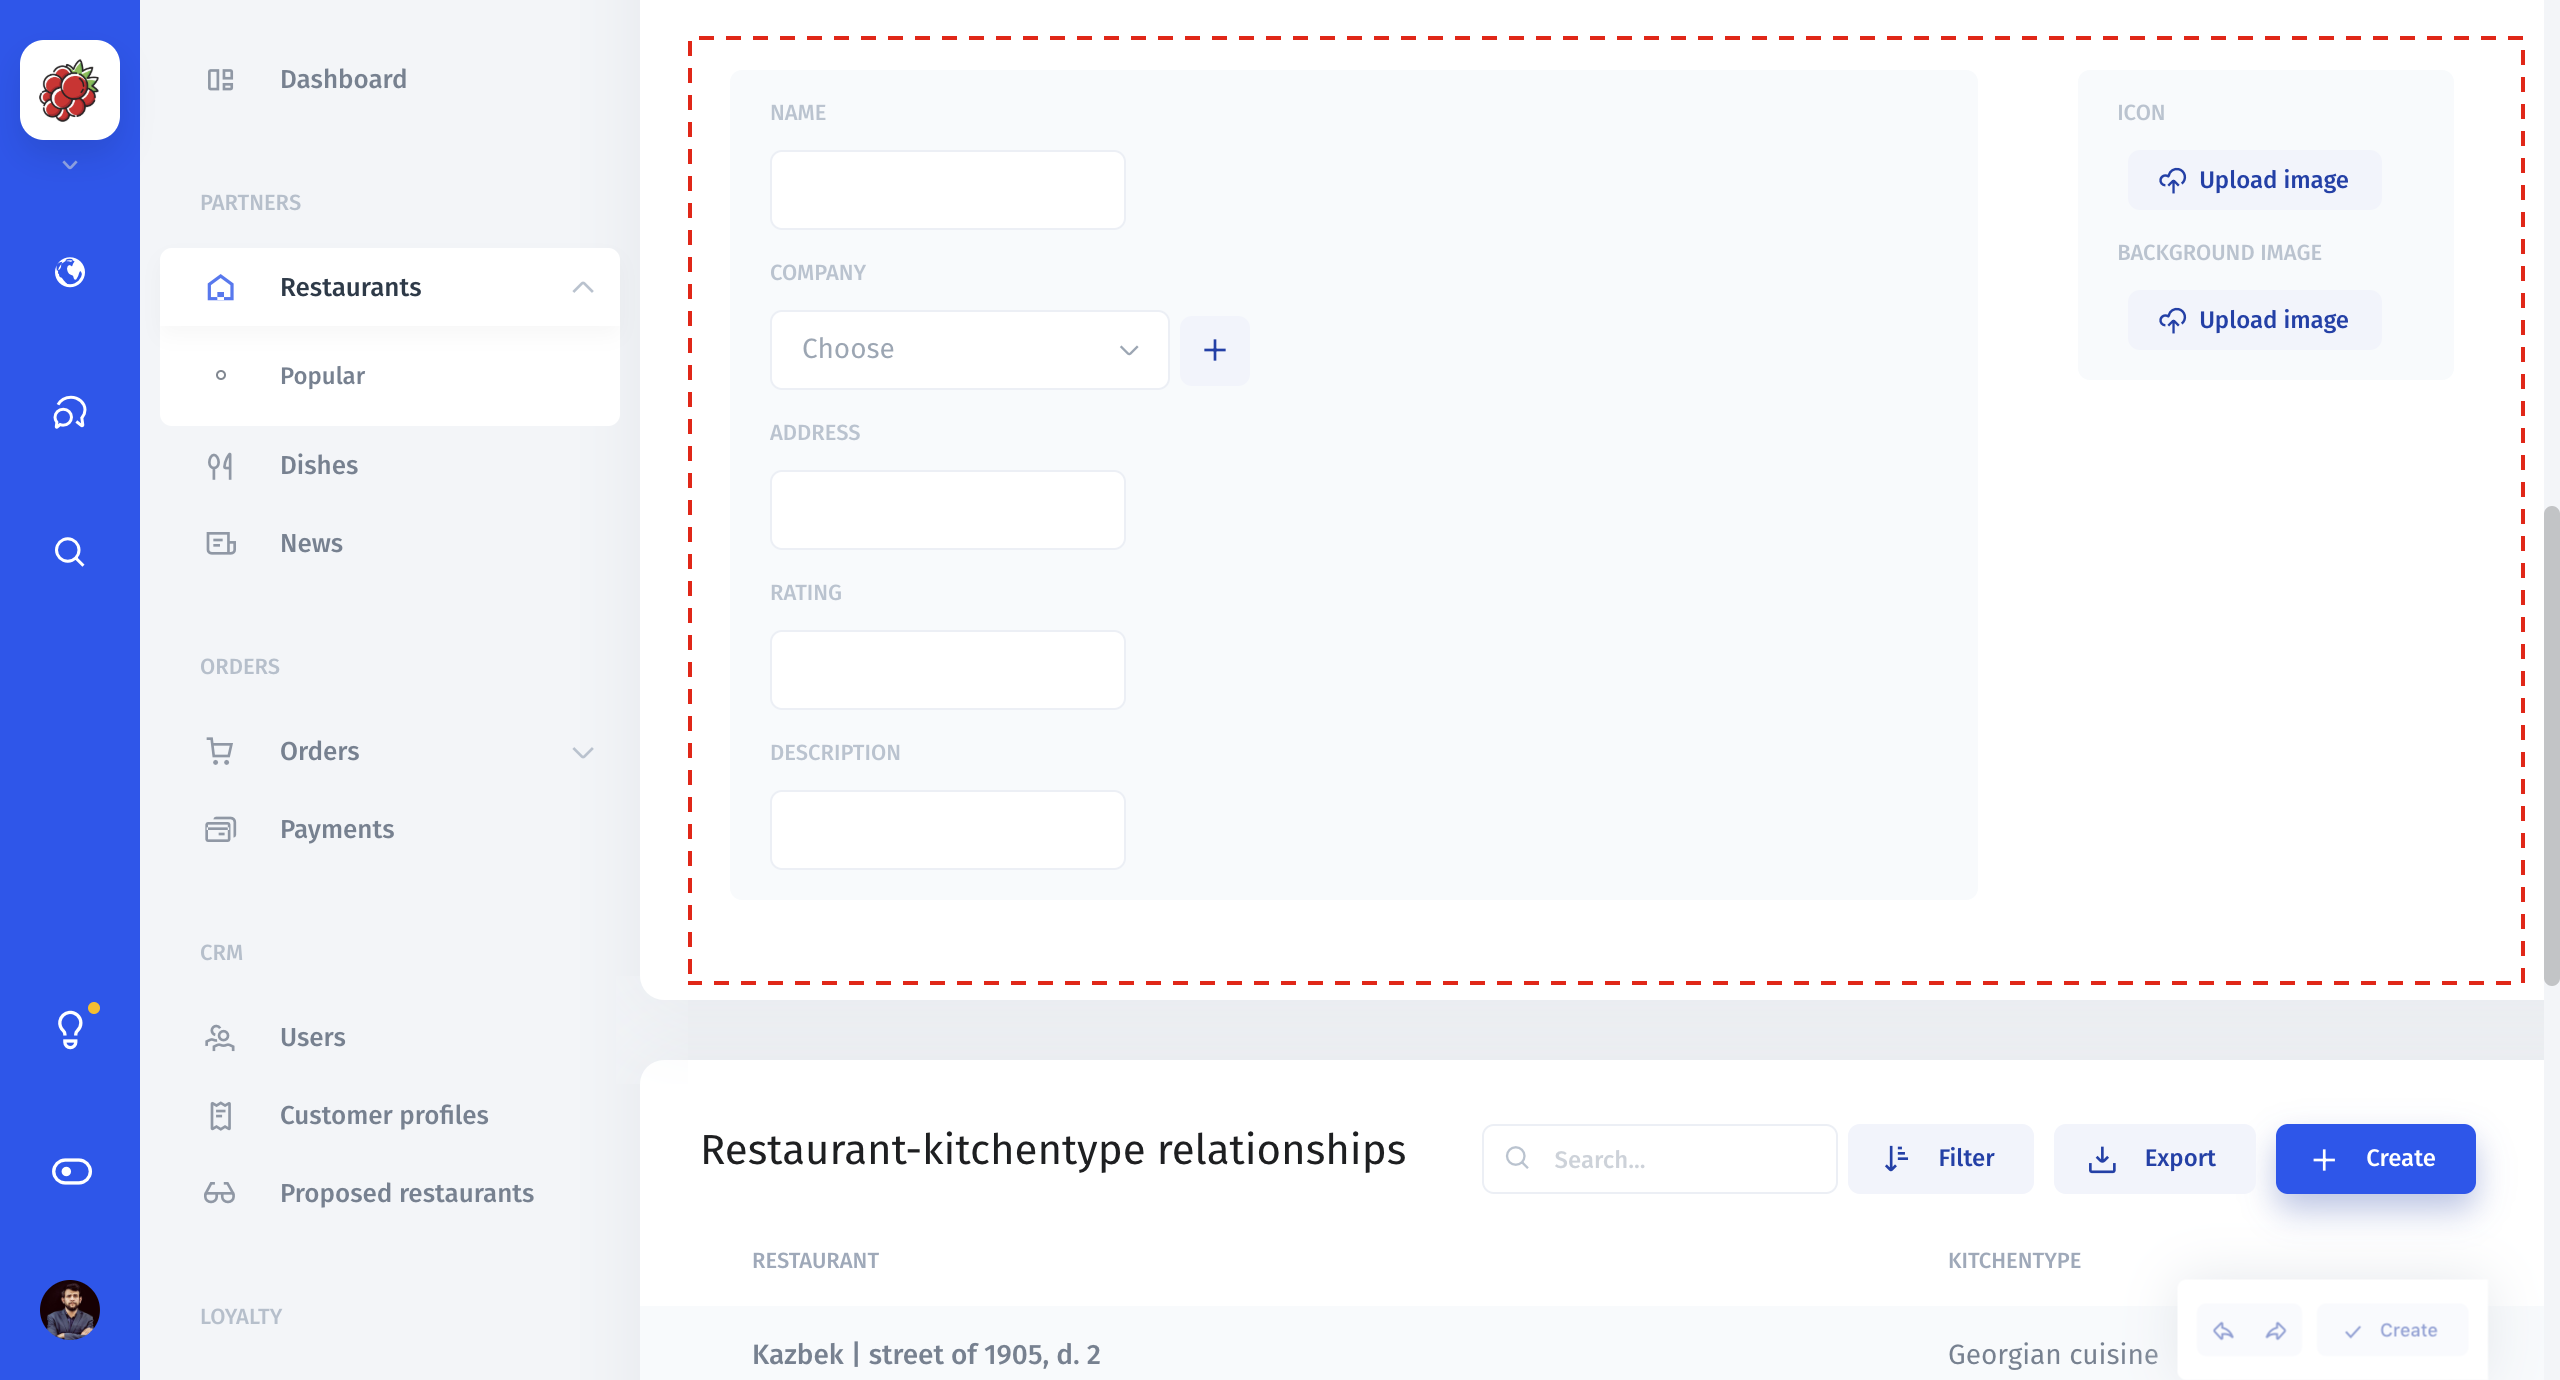 Dashboard
PARTNERS
Restaurants
Popular
Dishes
News
ORDERS
Orders
Payments
CRM
Users
Customer profiles
Proposed restaurants
LOYALTY
NAME
COMPANY
Choose
ADDRESS
RATING
DESCRIPTION
ICON
Upload image
BACKGROUND IMAGE
Upload image
Restaurant-kitchentype relationships
Search...
Filter
Export
Create
RESTAURANT KITCHENTYPE
Kazbek | street of 1905, d. 2 Georgian cuisine
Create